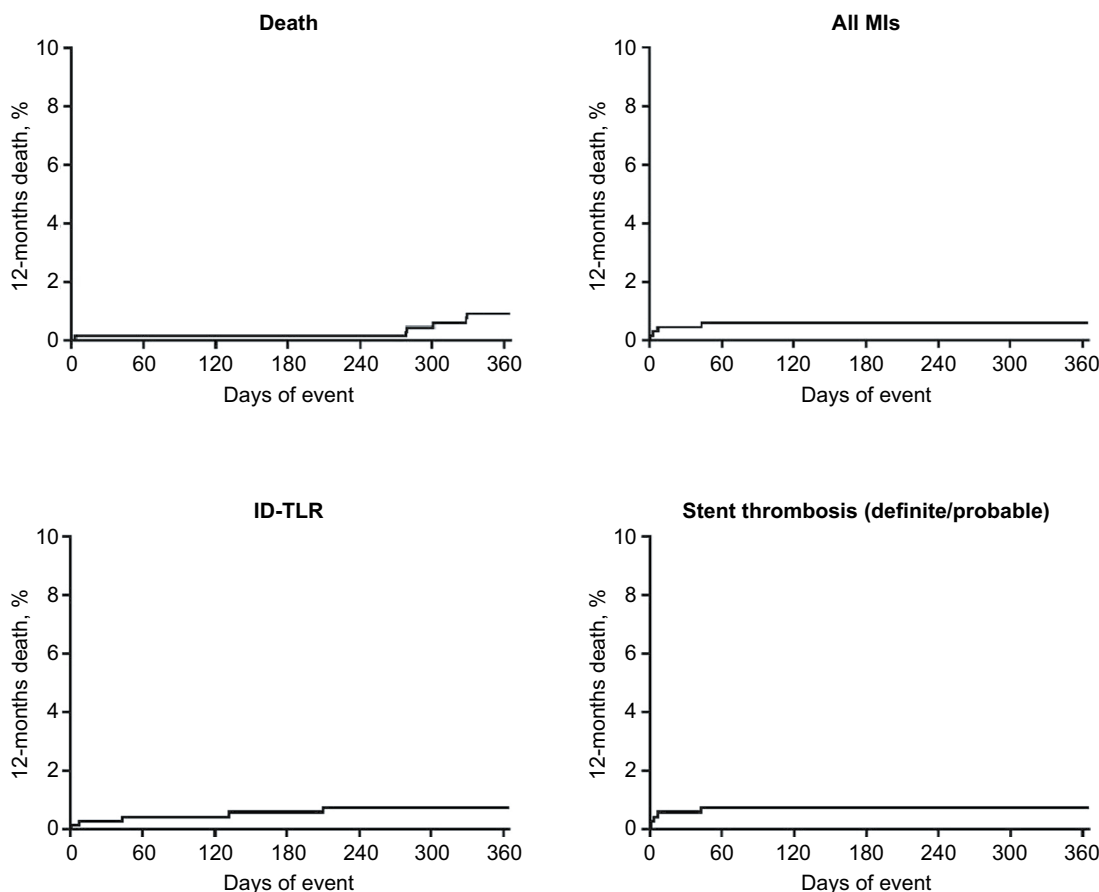 Death
12-months death, %
10
8
6
4
2
0
0 60 120 180 240 300 360
Days of event
All MIs
12-months death, %
10
8
6
4
2
0
0 60 120 180 240 300 360
Days of event
ID-TLR
12-months death, %
10
8
6
4
2
0
0 60 120 180 240 300 360
Days of event
Stent thrombosis (definite/probable)
12-months death, %
10
8
6
4
2
0
0 60 120 180 240 300 360
Days of event